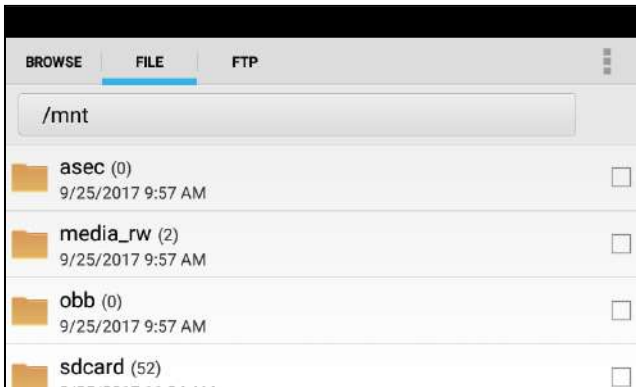 BROWSE FILE FTP
/mnt
asec (0)
9/25/2017 9:57 AM
media_rw (2)
9/25/2017 9:57 AM
obb (0)
9/25/2017 9:57 AM
sdcard (52)